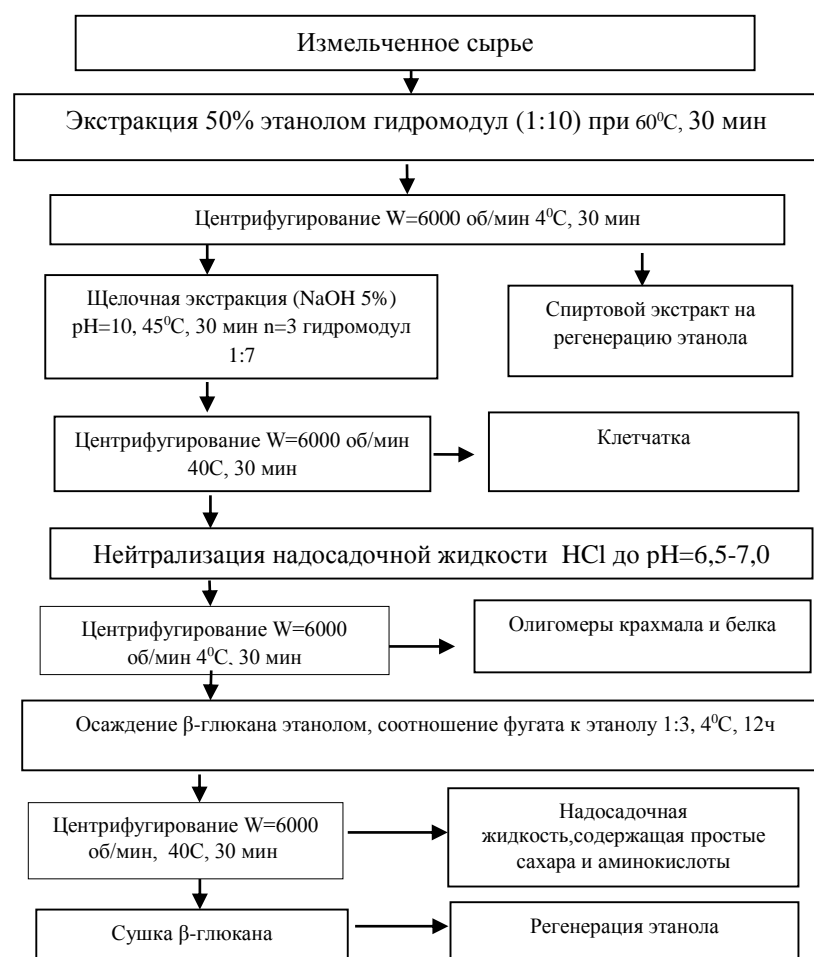 Измельченное сырье
Экстракция 50% этанолом гидромодул (1:10) при 60⁰С, 30 мин
Центрифугирование W=6000 об/мин 4⁰С, 30 мин
Щелочная экстракция (NaOH 5%)
pH=10, 45⁰С, 30 мин n=3 гидромодул
1:7
Спиртовой экстракт на
регенерацию этанола
Центрифугирование W=6000 об/мин
40С, 30 мин
Клетчатка
Нейтрализация надосадочной жидкости HCl до pH=6,5-7,0
Центрифугирование W=6000
об/мин 4⁰С. 30 мин
Олигомеры крахмала и белка
Осаждение β-глюкана этанолом, соотношение фугата к этанолу 1:3, 4⁰С, 12ч
Центрифугирование W=6000
об/мин, 40С, 30 мин
Надосадочная
жидкость,содержащая простые
сахара и аминокислоты
Сушка β-глюкана
Регенерация этанола